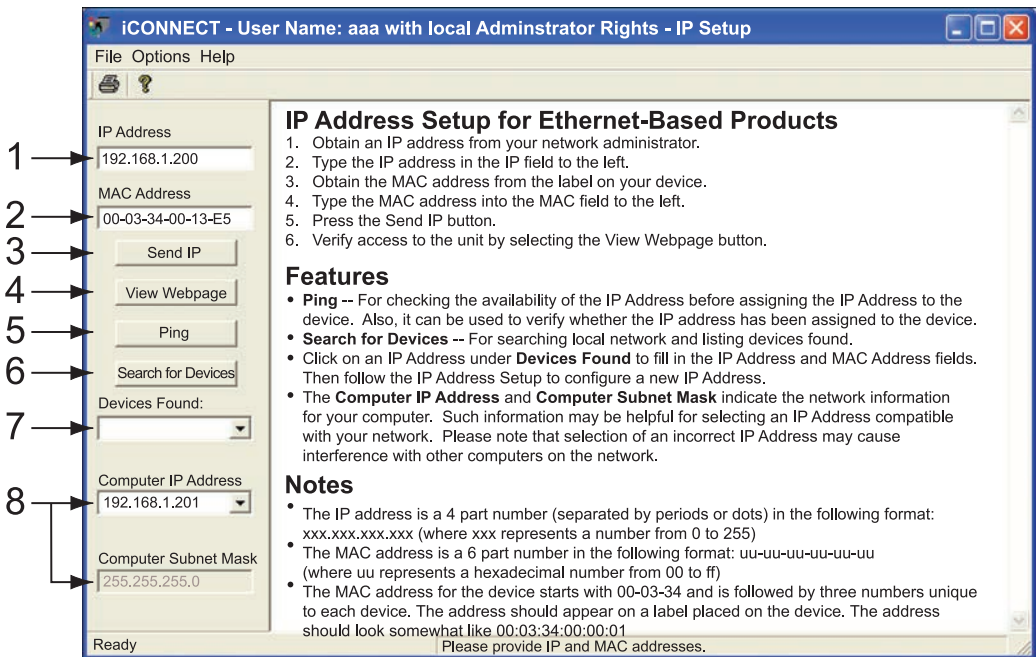 iCONNECT - User Name: aaa with local Adminstrator Rights - IP Setup
File Options Help
IP Address
1
192.168.1.200
MAC Address
2
00-03-34-00-13-E5
3
Send IP
4
View Webpage
5
Ping
6
Search for Devices
Devices Found:
7
Computer IP Address
8
192.168.1.201
Computer Subnet Mask
255.255.255.0
IP Address Setup for Ethernet-Based Products
1. Obtain an IP address from your network administrator.
2. Type the IP address in the IP field to the left.
3. Obtain the MAC address from the label on your device.
4. Type the MAC address into the MAC field to the left.
5. Press the Send IP button.
6. Verify access to the unit by selecting the View Webpage button.
Features
• Ping -- For checking the availability of the IP Address before assigning the IP Address to the
device. Also, it can be used to verify whether the IP address has been assigned to the device.
• Search for Devices -- For searching local network and listing devices found.
• Click on an IP Address under Devices Found to fill in the IP Address and MAC Address fields.
Then follow the IP Address Setup to configure a new IP Address.
• The Computer IP Address and Computer Subnet Mask indicate the network information
for your computer. Such information may be helpful for selecting an IP Address compatible
with your network. Please note that selection of an incorrect IP Address may cause
interference with other computers on the network.
Notes
• The IP address is a 4 part number (separated by periods or dots) in the following format:
xxx.xxx.xxx.xxx (where xxx represents a number from 0 to 255)
• The MAC address is a 6 part number in the following format: uu-uu-uu-uu-uu-uu
(where uu represents a hexadecimal number from 00 to ff)
• The MAC address for the device starts with 00-03-34 and is followed by three numbers unique
to each device. The address should appear on a label placed on the device. The address
should look somewhat like 00:03:34:00:00:01
Ready
Please provide IP and MAC addresses.